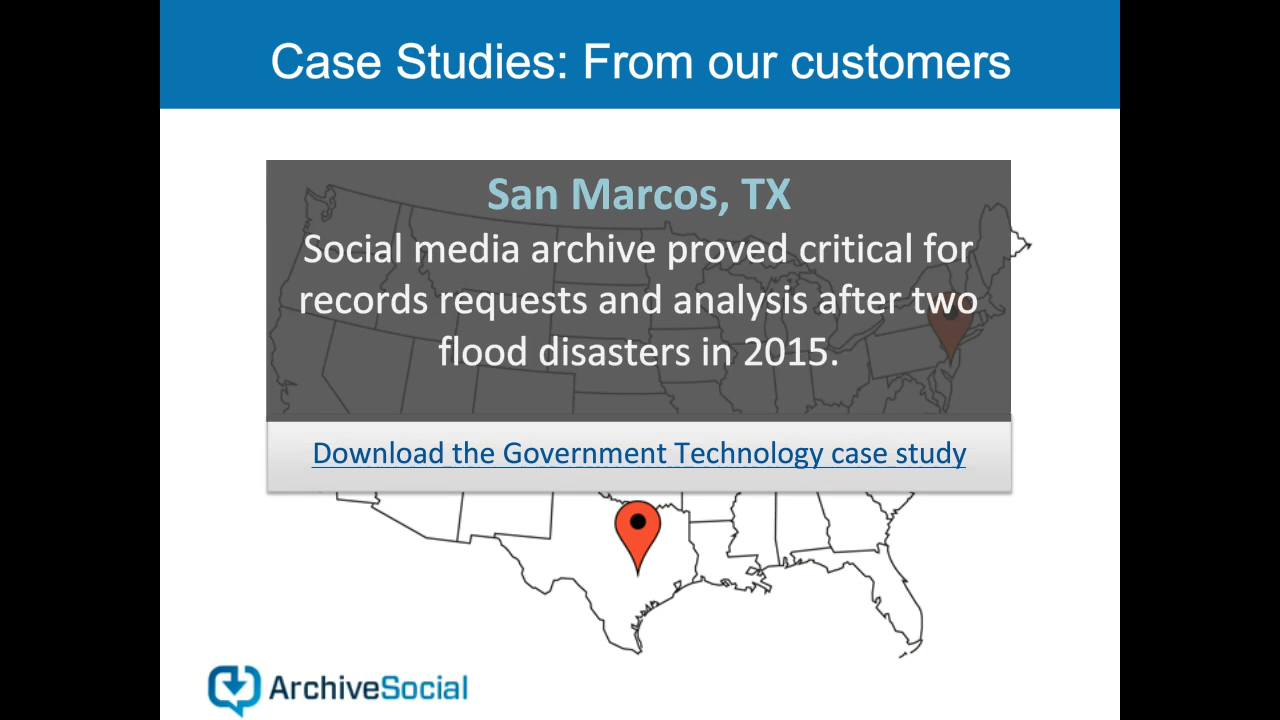 Case Studies: From our customers
San Marcos, TX
Social media archive proved critical for
records requests and analysis after two
flood disasters in 2015.
Download the Government Technology case study
ArchiveSocial